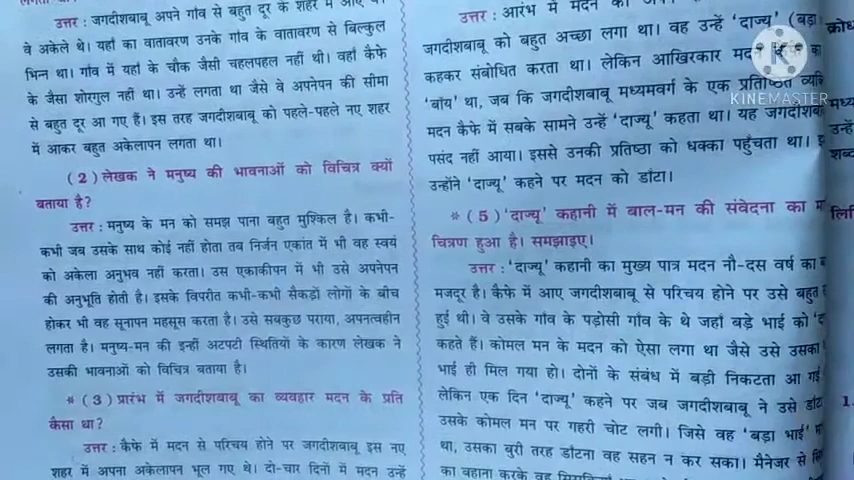 उत्तर : जगदीशबाबू अपने गाँव से बहुत दूर के शहर में आए
वे अकेले थे। यहाँ का वातावरण उनके गाँव के वातावरण से बिल्कुल
भिन्न था। गाँव में यहाँ के चौक जैसी चहलपहल नहीं थी। वहाँ कैफे
के जैसा शोरगुल नहीं था। उन्हें लगता था जैसे वे अपनेपन की सीमा
से बहुत दूर आ गए हैं। इस तरह जगदीशबाबू को पहले-पहले नए शहर
में आकर बहुत अकेलापन लगता था।
(2) लेखक ने मनुष्य की भावनाओं को विचित्र क्यों
बताया है?
उत्तर : मनुष्य के मन को समझ पाना बहुत मुश्किल है। कभी-
कभी जब उसके साथ कोई नहीं होता तब निर्जन एकांत में भी वह स्वयं
को अकेला अनुभव नहीं करता। उस एकाकीपन में भी उसे अपनेपन
की अनुभूति होती है। इसके विपरीत कभी-कभी सैकड़ों लोगों के बीच
होकर भी वह सूनापन महसूस करता है। उसे सबकुछ पराया, अपनत्वहीन
लगता है। मनुष्य-मन की इन्हीं अटपटी स्थितियों के कारण लेखक ने
उसकी भावनाओं को विचित्र बताया है।
* (3) प्रारंभ में जगदीशबाबू का व्यवहार मदन के प्रति
कैसा था?
उत्तर : कैफे में मदन से परिचय होने पर जगदीशबाबू इस नए
शहर में अपना अकेलापन भूल गए थे। दो-चार दिनों में मदन उन्हें
उत्तर : आरंभ में मदन का
जगदीशबाबू को बहुत अच्छा लगा था। वह उन्हें 'दाज्यू' (बड़ा
कहकर संबोधित करता था। लेकिन आखिरकार मदन
'बॉय' था, जब कि जगदीशबाबू मध्यमवर्ग के एक प्रतिष्ठित
मदन कैफे में सबके सामने उन्हें 'दाज्यू' कहता था। यह
पसंद नहीं आया। इससे उनकी प्रतिष्ठा को धक्का पहुँचता था।
उन्होंने 'दाज्यू' कहने पर मदन को डाँटा।
* (5) 'दाज्यू' कहानी में बाल-मन की संवेदना का
चित्रण हुआ है। समझाइए।
उत्तर : 'दाज्यू' कहानी का मुख्य पात्र मदन नौ-दस वर्ष का
मजदूर है। कैफे में आए जगदीशबाबू से परिचय होने पर उसे बहुत
हुई थी। वे उसके गाँव के पड़ोसी गाँव के थे जहाँ बड़े भाई को
कहते हैं। कोमल मन के मदन को ऐसा लगा था जैसे उसे उसका
भाई ही मिल गया हो। दोनों के संबंध में बड़ी निकटता आ गई
लेकिन एक दिन 'दाज्यू' कहने पर जब जगदीशबाबू ने उसे डाँटा
उसके कोमल मन पर गहरी चोट लगी। जिसे वह 'बड़ा भाई'
था, उसका बुरी तरह डाँटना वह सहन न कर सका। मैनेजर से
का बहाना करके वह
KINEMASTER
क्रोध
उन्हें
1.